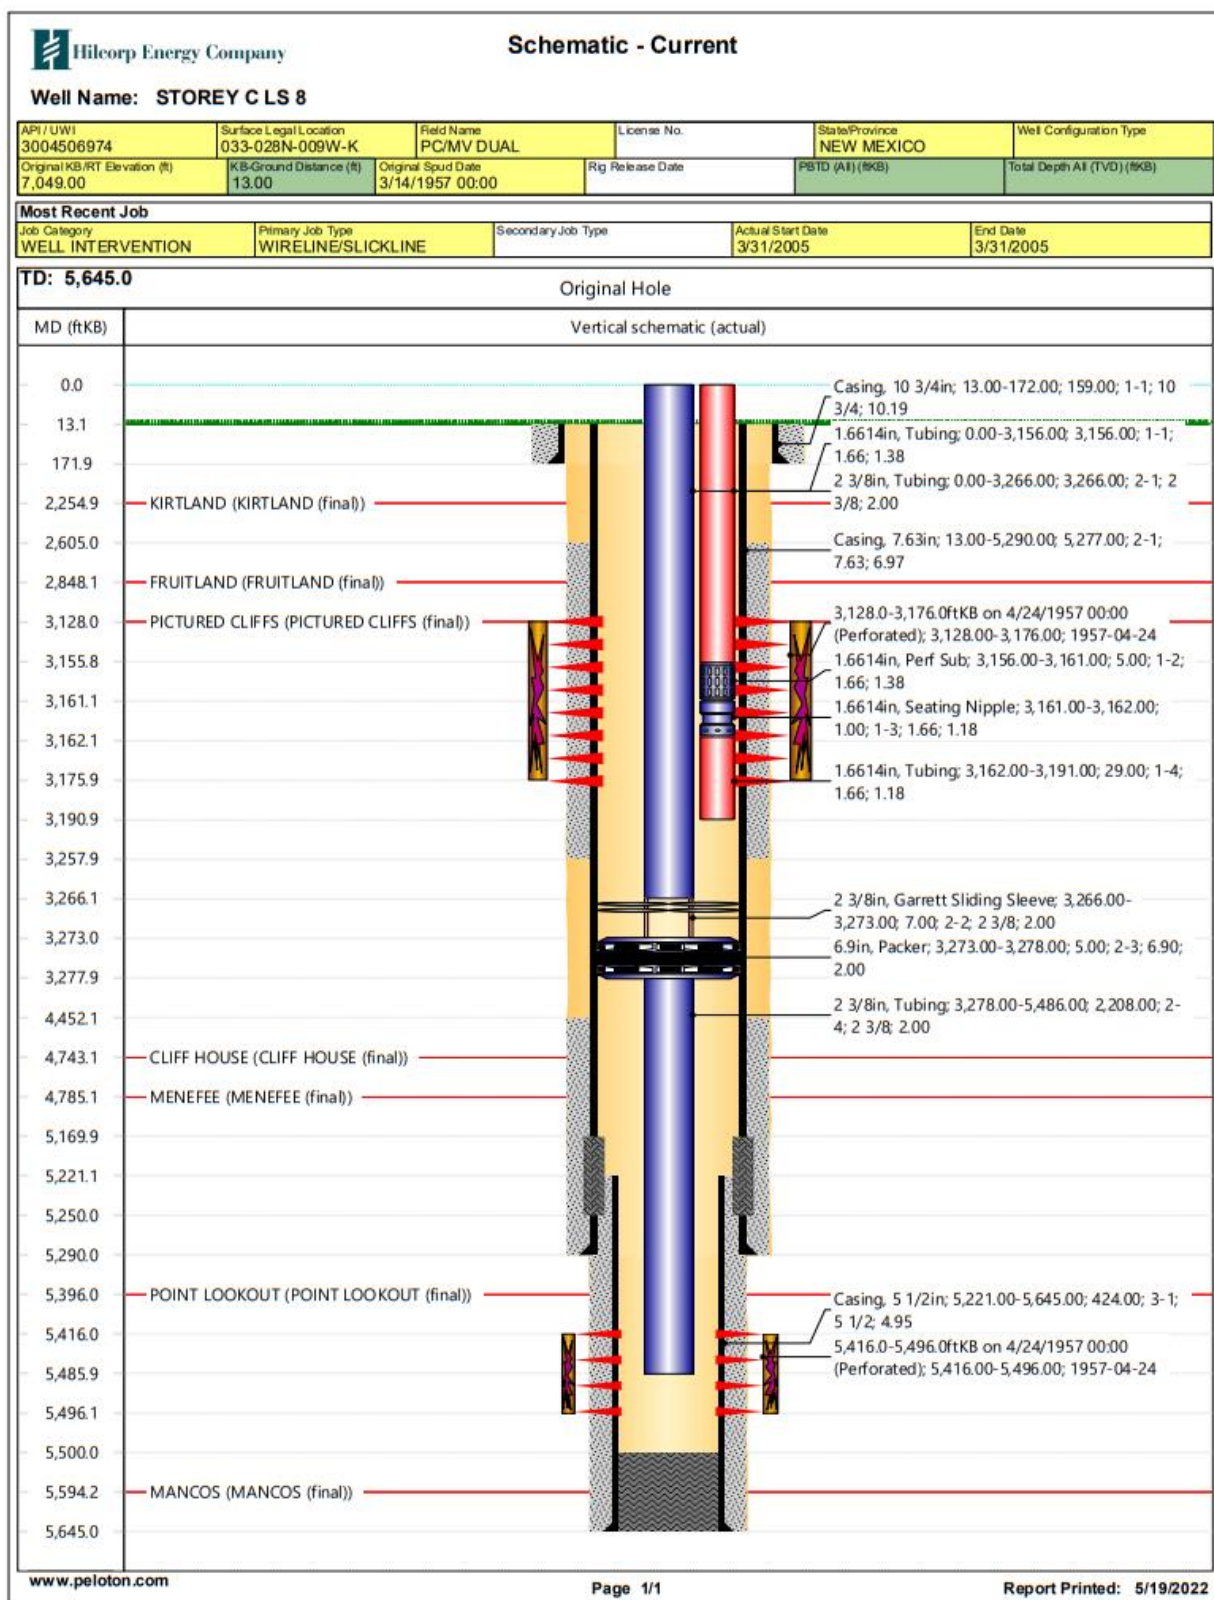 Hilcorp Energy Company
Schematic - Current
Well Name: STOREY C LS 8
API / UWI
3004506974
Surface Legal Location
033-028N-009W-K
Field Name
PC/MV DUAL
License No.
State/Province
NEW MEXICO
Well Configuration Type
Original KB/RT Elevation (ft)
7,049.00
KB-Ground Distance (ft)
13.00
Original Spud Date
3/14/1957 00:00
Rig Release Date
PBTD (All) (ftKB)
Total Depth All (TVD) (ftKB)
Most Recent Job
Job Category
WELL INTERVENTION
Primary Job Type
WIRELINE/SLICKLINE
Secondary Job Type
Actual Start Date
3/31/2005
End Date
3/31/2005
TD: 5,645.0
Original Hole
MD (ftKB)
Vertical schematic (actual)
0.0
13.1
171.9
2,254.9
2,605.0
2,848.1
3,128.0
3,155.8
3,161.1
3,162.1
3,175.9
3,190.9
3,257.9
3,266.1
3,273.0
3,277.9
4,452.1
4,743.1
4,785.1
5,169.9
5,221.1
5,250.0
5,290.0
5,396.0
5,416.0
5,485.9
5,496.1
5,500.0
5,594.2
5,645.0
KIRTLAND (KIRTLAND (final))
FRUITLAND (FRUITLAND (final))
PICTURED CLIFFS (PICTURED CLIFFS (final))
CLIFF HOUSE (CLIFF HOUSE (final))
MENEFEE (MENEFEE (final))
POINT LOOKOUT (POINT LOOKOUT (final))
MANCOS (MANCOS (final))
Casing, 10 3/4in; 13.00-172.00; 159.00; 1-1; 10
3/4; 10.19
1.6614in, Tubing; 0.00-3,156.00; 3,156.00; 1-1;
1.66; 1.38
2 3/8in, Tubing; 0.00-3,266.00; 3,266.00; 2-1; 2
3/8; 2.00
Casing, 7.63in; 13.00-5,290.00; 5,277.00; 2-1;
7.63; 6.97
3,128.0-3,176.0ftKB on 4/24/1957 00:00
(Perforated); 3,128.00-3,176.00; 1957-04-24
1.6614in, Perf Sub; 3,156.00-3,161.00; 5.00; 1-2;
1.66; 1.38
1.6614in, Seating Nipple; 3,161.00-3,162.00;
1.00; 1-3; 1.66; 1.18
1.6614in, Tubing; 3,162.00-3,191.00; 29.00; 1-4;
1.66; 1.18
2 3/8in, Garrett Sliding Sleeve; 3,266.00-
3,273.00; 7.00; 2-2; 2 3/8; 2.00
6.9in, Packer; 3,273.00-3,278.00; 5.00; 2-3; 6.90;
2.00
2 3/8in, Tubing; 3,278.00-5,486.00; 2,208.00; 2-
4; 2 3/8; 2.00
Casing, 5 1/2in; 5,221.00-5,645.00; 424.00; 3-1;
5 1/2; 4.95
5,416.0-5,496.0ftKB on 4/24/1957 00:00
(Perforated); 5,416.00-5,496.00; 1957-04-24
www.peloton.com
Page 1/1
Report Printed: 5/19/2022